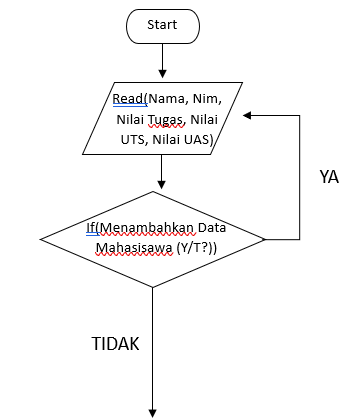 Start
Read(Nama, Nim,
Nilai Tugas, Nilai
UTS, Nilai UAS)
YA
If(Menambahkan Data
Mahasisawa (Y/T?))
TIDAK